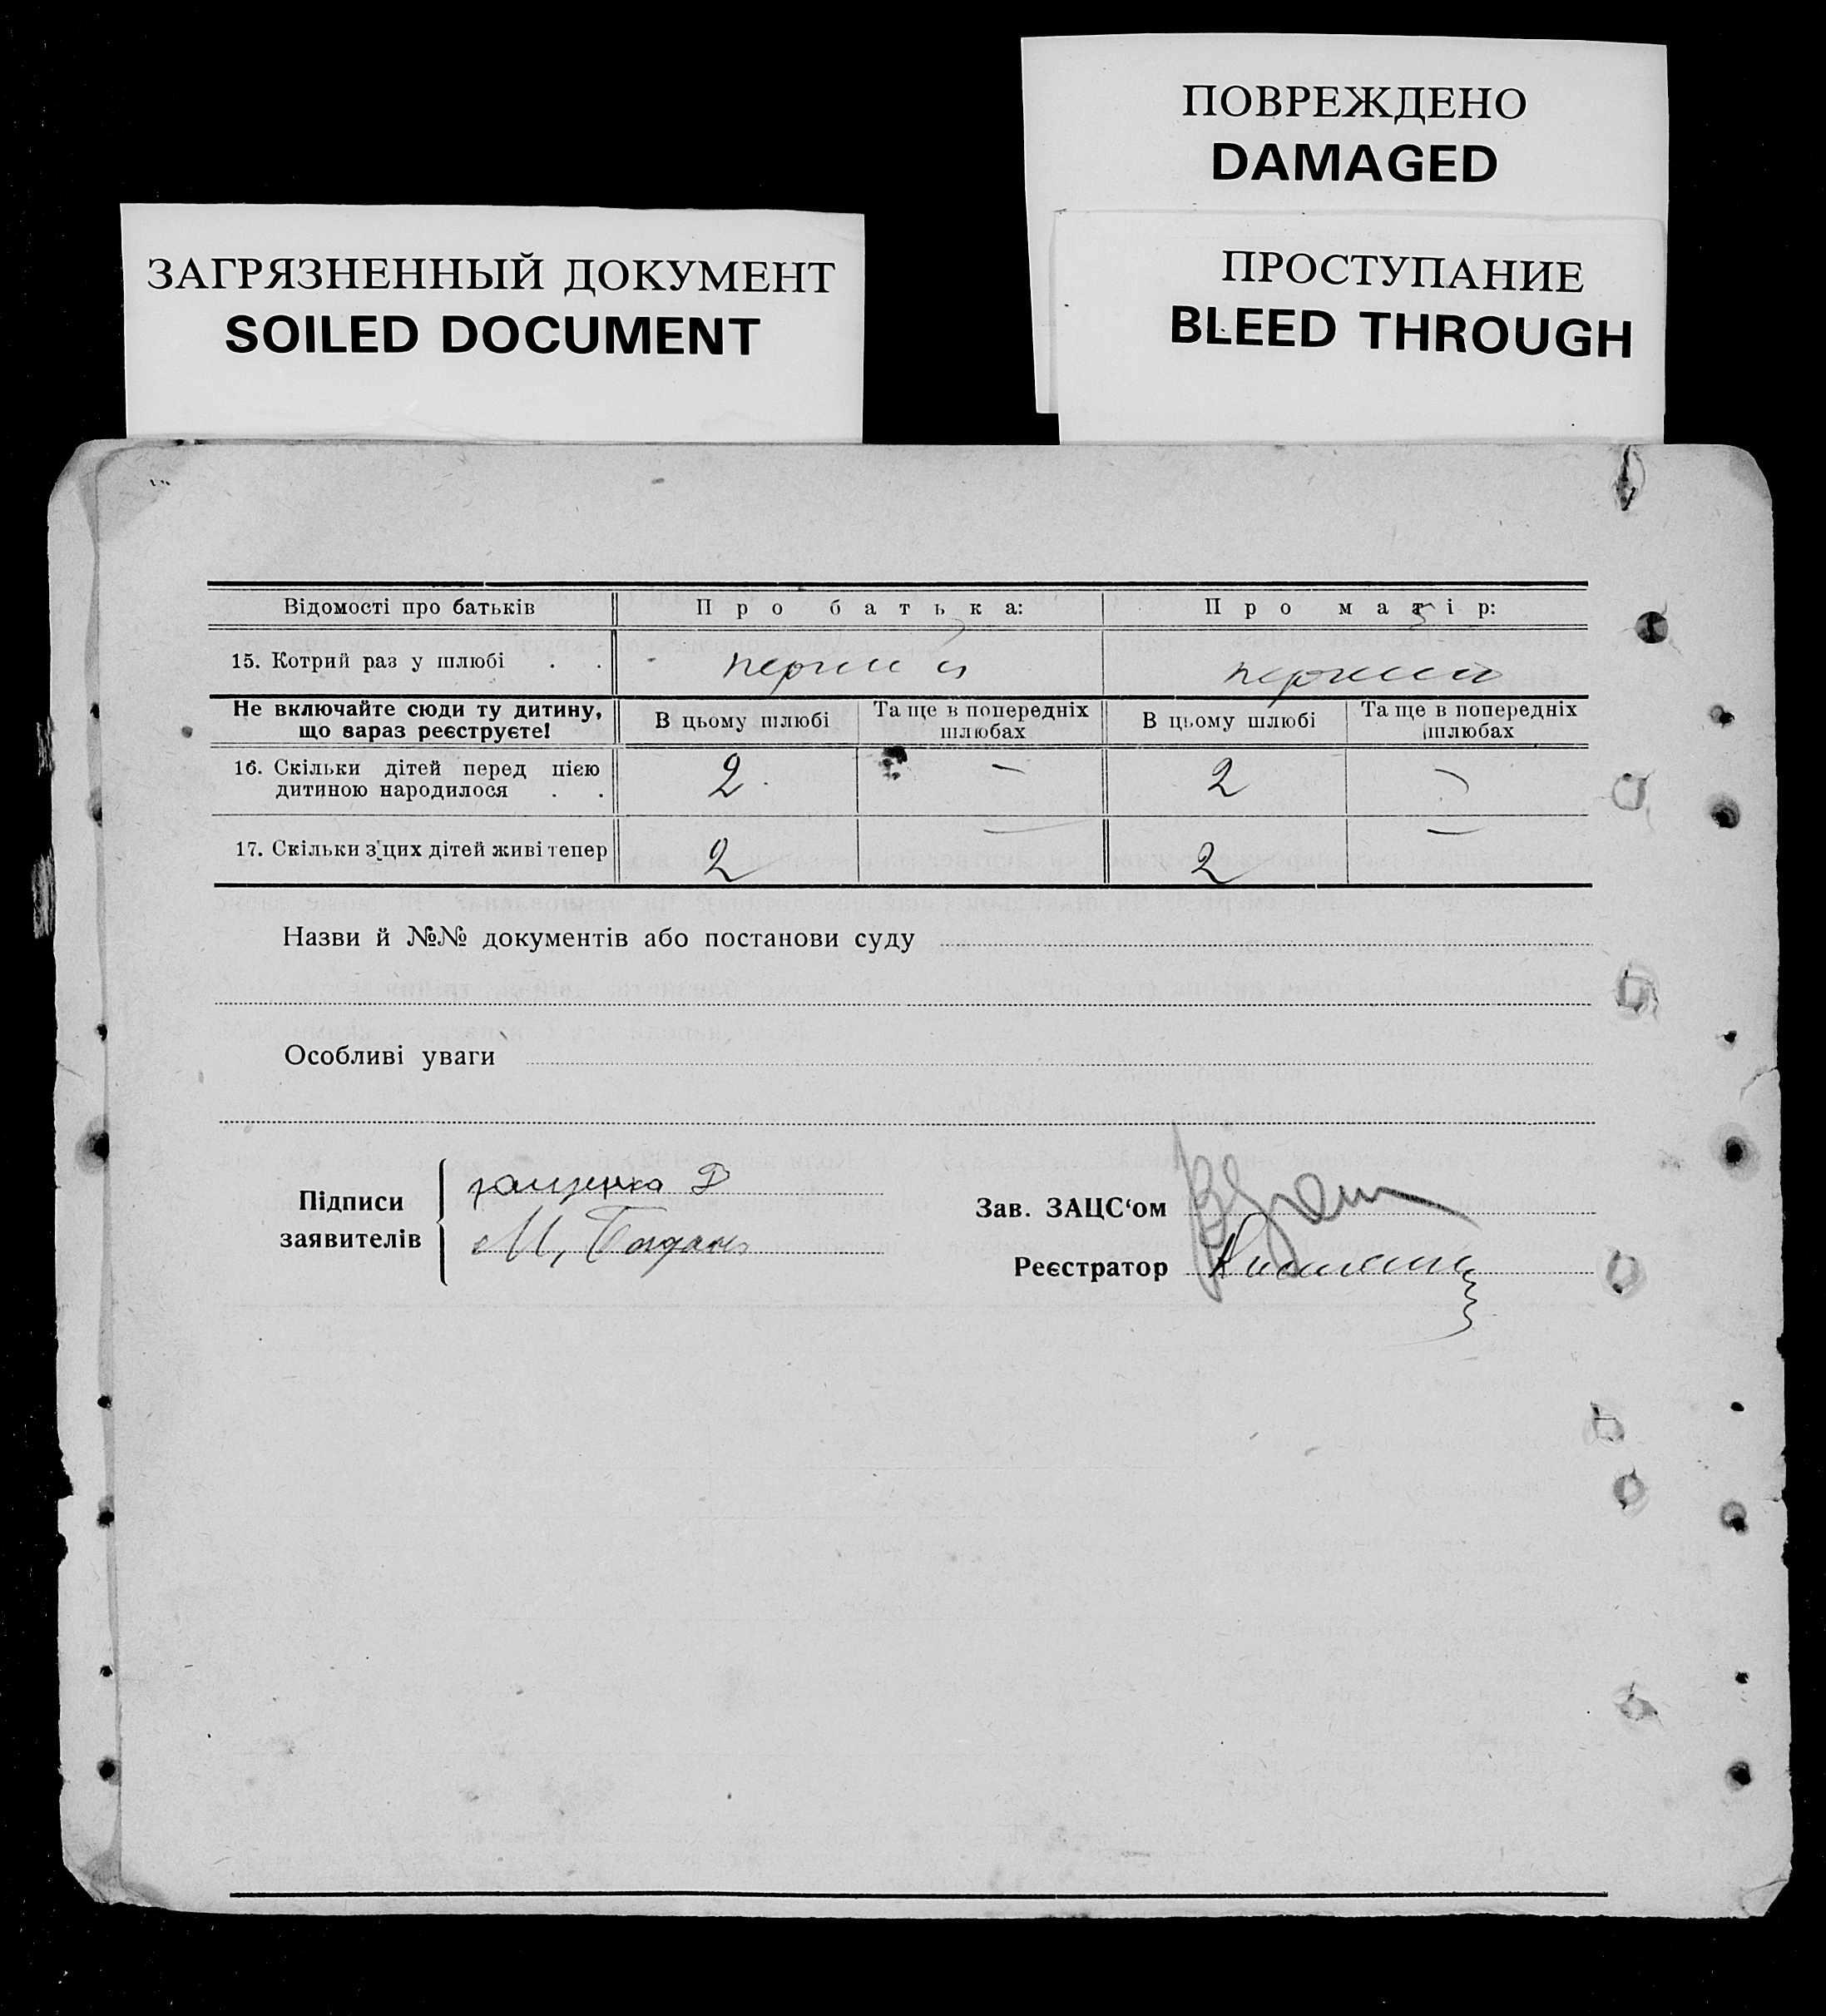 ПОВРЕЖДЕНО
DAMAGED
ЗАГРЯЗНЕННЫЙ ДОКУМЕНТ
SOILED DOCUMENT
ПРОСТУПАНИЕ
BLEED THROUGH
Відомості про батьків Про батька: Про матір:
15. Котрий раз у шлюбі . . перший перший
Не включайте сюди ту дитину, що вараз реєструєте! В цьому шлюбі Та ще в попередніх шлюбах В цьому шлюбі Та ще в попередніх шлюбах
16. Скільки дітей перед цією
дитиною народилося . . 2 — 2 —
17. Скільки з цих дітей живі тепер 2 — 2 —
Назви й №№ документів або постанови суду
Особливі уваги
Підписи
заявителів
М,
Зав. ЗАЦС‘ом
Реєстратор